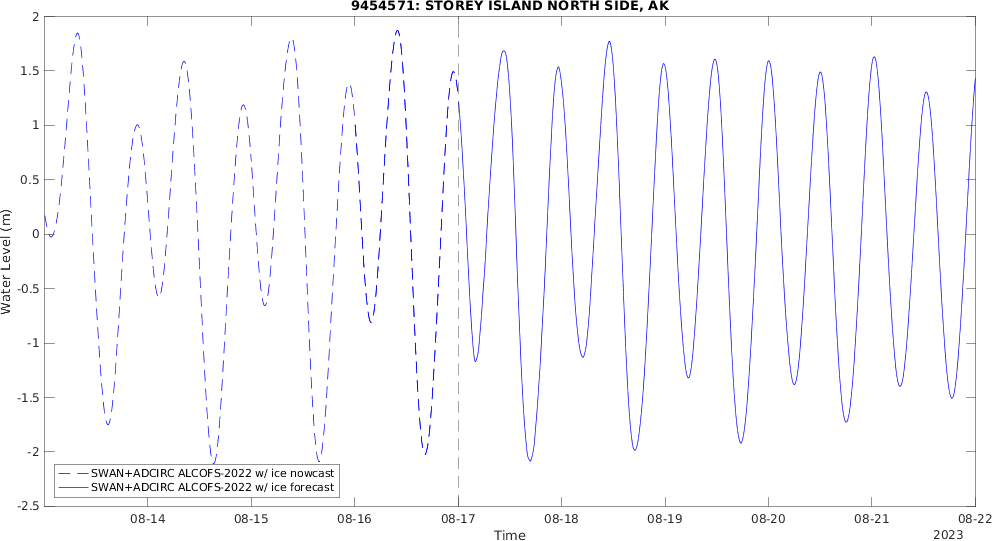 9454571: STOREY ISLAND NORTH SIDE, AK
2
1.5
1
0.5
0
-0.5
-1
-1.5
-2
-2.5
Water Level (m)
SWAN+ADCIRC ALCOFS-2022 w/ ice nowcast
SWAN+ADCIRC ALCOFS-2022 w/ ice forecast
08-14 08-15 08-16 08-17 08-18 08-19 08-20 08-21 08-22
Time
2023